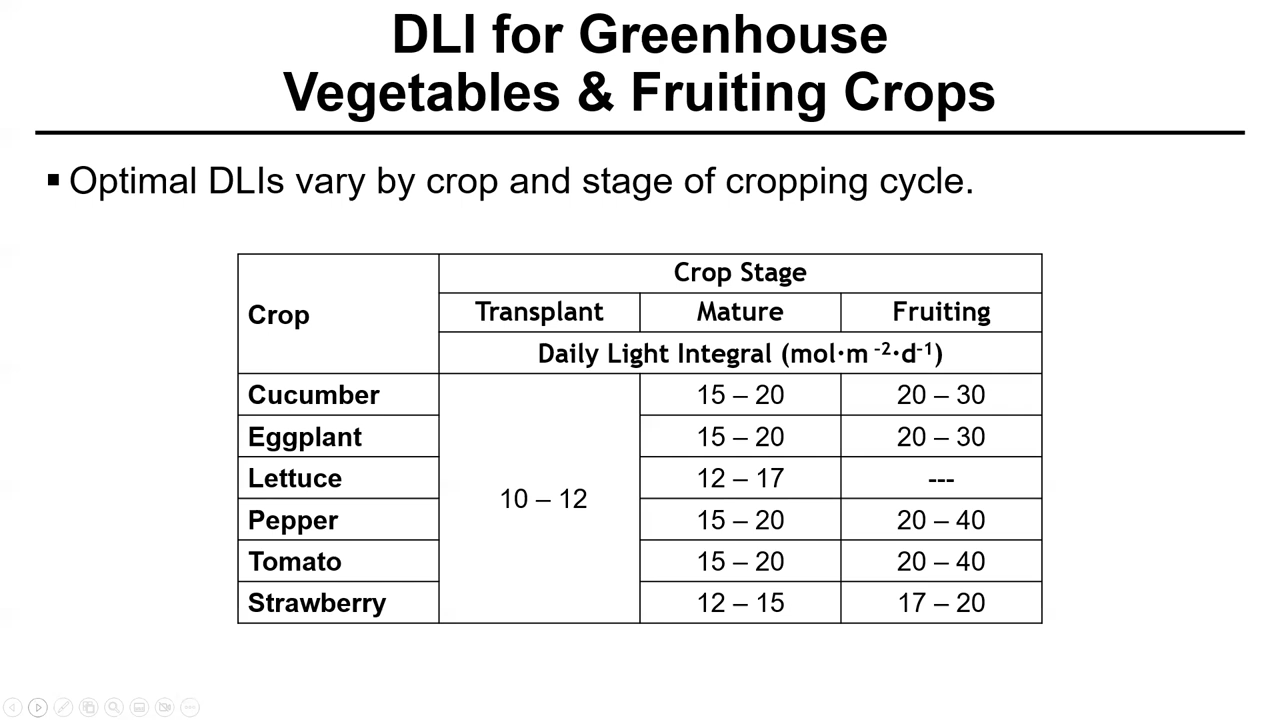 DLI for Greenhouse
Vegetables & Fruiting Crops
▪ Optimal DLIs vary by crop and stage of cropping cycle.
Crop
Crop Stage
Transplant Mature Fruiting
Daily Light Integral (mol·m⁻²·d⁻¹)
Cucumber 15 – 20 20 – 30
Eggplant 15 – 20 20 – 30
Lettuce 12 – 17 ---
10 – 12
Pepper 15 – 20 20 – 40
Tomato 15 – 20 20 – 40
Strawberry 12 – 15 17 – 20